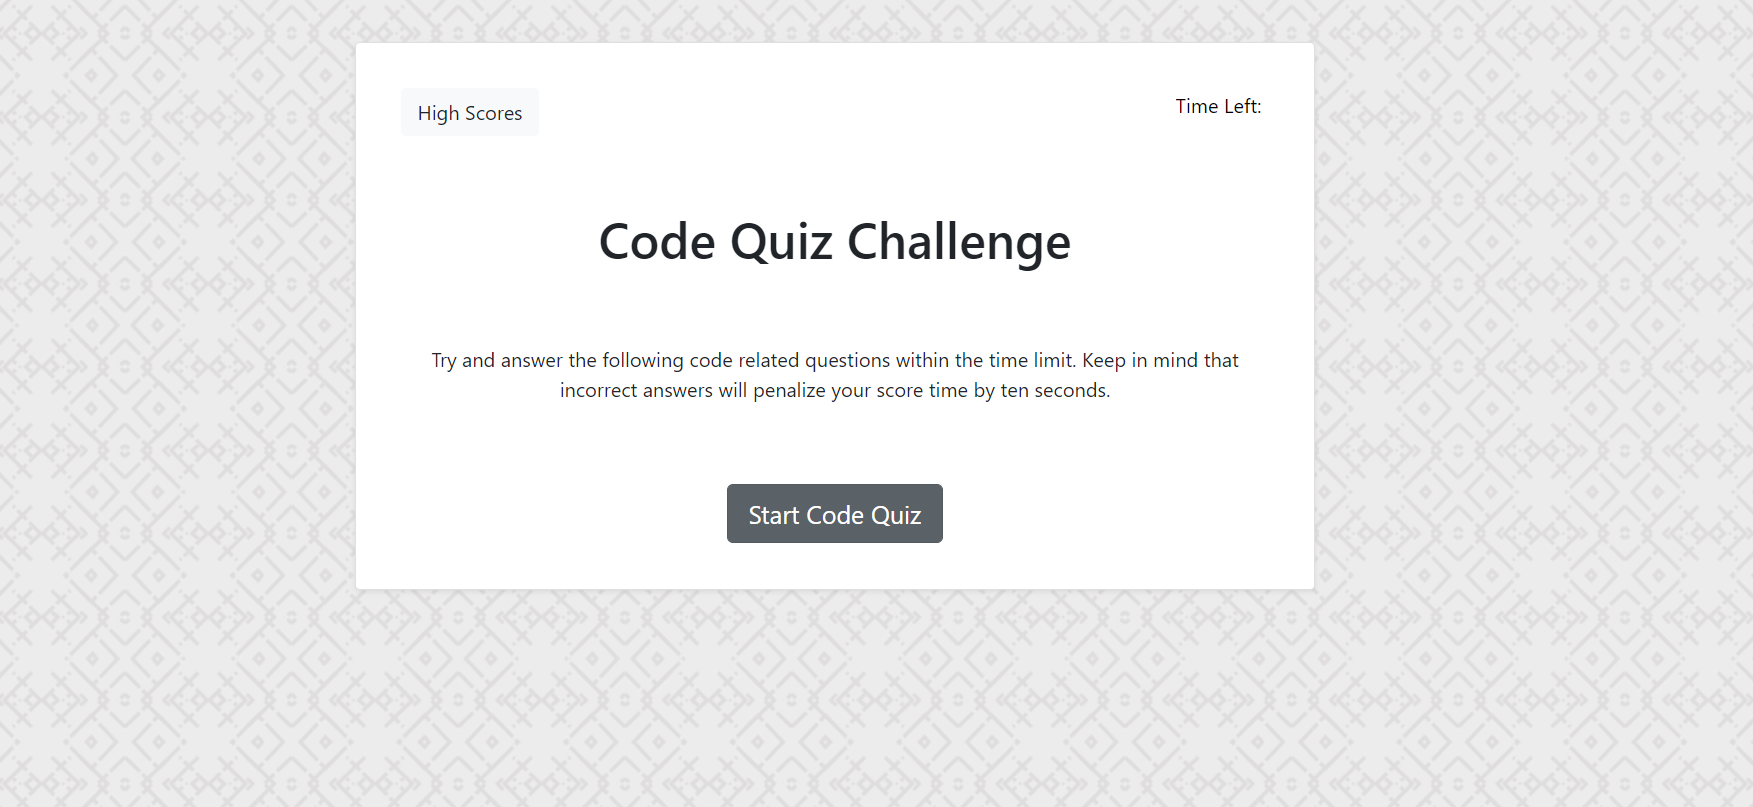 High Scores
Time Left:
Code Quiz Challenge
Try and answer the following code related questions within the time limit. Keep in mind that
incorrect answers will penalize your score time by ten seconds.
Start Code Quiz